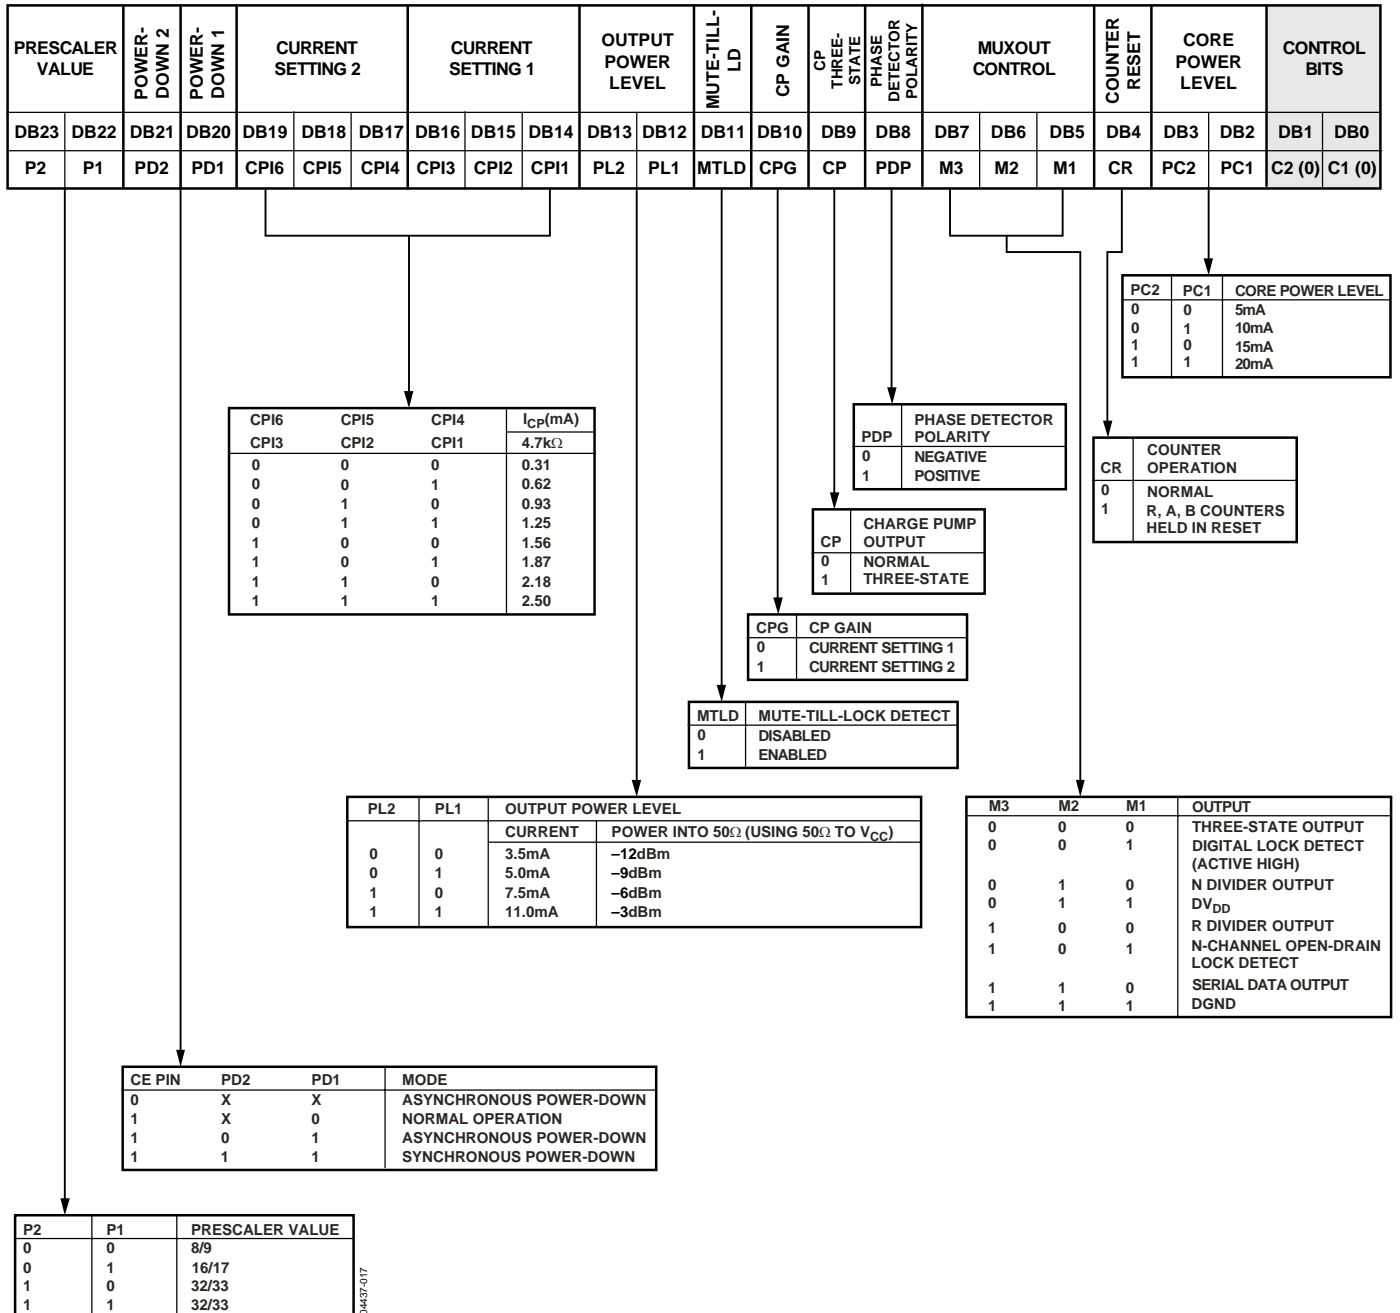 PRESCALER VALUE
POWER-DOWN 2
POWER-DOWN 1
CURRENT SETTING 2
CURRENT SETTING 1
OUTPUT POWER LEVEL
MUTE-TILL-LD
CP GAIN
CP THREE-STATE
PHASE DETECTOR POLARITY
MUXOUT CONTROL
COUNTER RESET
CORE POWER LEVEL
CONTROL BITS
DB23 DB22 DB21 DB20 DB19 DB18 DB17 DB16 DB15 DB14 DB13 DB12 DB11 DB10 DB9 DB8 DB7 DB6 DB5 DB4 DB3 DB2 DB1 DB0
P2 P1 PD2 PD1 CPI6 CPI5 CPI4 CPI3 CPI2 CPI1 PL2 PL1 MTLD CPG CP PDP M3 M2 M1 CR PC2 PC1 C2 (0) C1 (0)
PC2 PC1 CORE POWER LEVEL
0 0 5mA
0 1 10mA
1 0 15mA
1 1 20mA
CPI6 CPI5 CPI4 ICP(mA)
CPI3 CPI2 CPI1 4.7kΩ
0 0 0 0.31
0 0 1 0.62
0 1 0 0.93
0 1 1 1.25
1 0 0 1.56
1 0 1 1.87
1 1 0 2.18
1 1 1 2.50
PHASE DETECTOR
PDP POLARITY
0 NEGATIVE
1 POSITIVE
COUNTER
CR OPERATION
0 NORMAL
1 R, A, B COUNTERS
HELD IN RESET
CHARGE PUMP
CP OUTPUT
0 NORMAL
1 THREE-STATE
CPG CP GAIN
0 CURRENT SETTING 1
1 CURRENT SETTING 2
MTLD MUTE-TILL-LOCK DETECT
0 DISABLED
1 ENABLED
PL2 PL1 OUTPUT POWER LEVEL
CURRENT POWER INTO 50Ω (USING 50Ω TO VCC)
0 0 3.5mA –12dBm
0 1 5.0mA –9dBm
1 0 7.5mA –6dBm
1 1 11.0mA –3dBm
M3 M2 M1 OUTPUT
0 0 0 THREE-STATE OUTPUT
0 0 1 DIGITAL LOCK DETECT
(ACTIVE HIGH)
0 1 0 N DIVIDER OUTPUT
0 1 1 DVDD
1 0 0 R DIVIDER OUTPUT
1 0 1 N-CHANNEL OPEN-DRAIN
LOCK DETECT
1 1 0 SERIAL DATA OUTPUT
1 1 1 DGND
CE PIN PD2 PD1 MODE
0 X X ASYNCHRONOUS POWER-DOWN
1 X 0 NORMAL OPERATION
1 0 1 ASYNCHRONOUS POWER-DOWN
1 1 1 SYNCHRONOUS POWER-DOWN
P2 P1 PRESCALER VALUE
0 0 8/9
0 1 16/17
1 0 32/33
1 1 32/33
04437-017